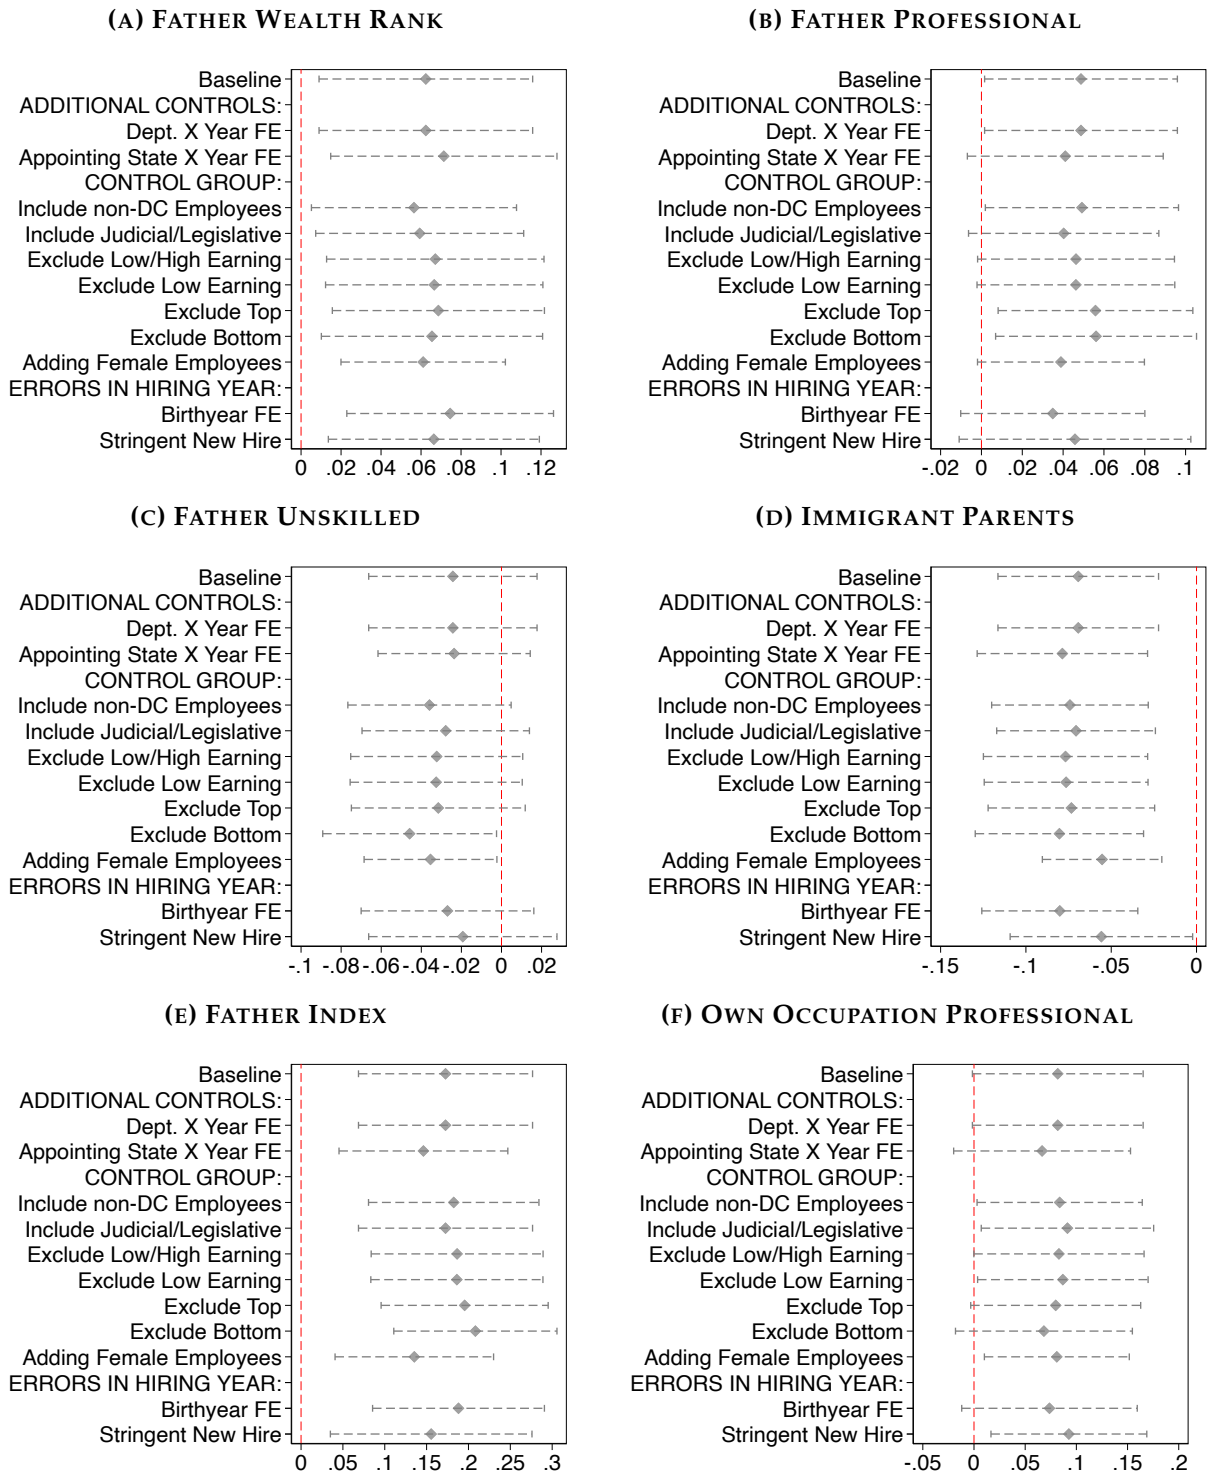 (A) FATHER WEALTH RANK
Baseline
ADDITIONAL CONTROLS:
Dept. X Year FE
Appointing State X Year FE
CONTROL GROUP:
Include non-DC Employees
Include Judicial/Legislative
Exclude Low/High Earning
Exclude Low Earning
Exclude Top
Exclude Bottom
Adding Female Employees
ERRORS IN HIRING YEAR:
Birthyear FE
Stringent New Hire
0 .02 .04 .06 .08 .1 .12
(B) FATHER PROFESSIONAL
Baseline
ADDITIONAL CONTROLS:
Dept. X Year FE
Appointing State X Year FE
CONTROL GROUP:
Include non-DC Employees
Include Judicial/Legislative
Exclude Low/High Earning
Exclude Low Earning
Exclude Top
Exclude Bottom
Adding Female Employees
ERRORS IN HIRING YEAR:
Birthyear FE
Stringent New Hire
-.02 0 .02 .04 .06 .08 .1
(C) FATHER UNSKILLED
Baseline
ADDITIONAL CONTROLS:
Dept. X Year FE
Appointing State X Year FE
CONTROL GROUP:
Include non-DC Employees
Include Judicial/Legislative
Exclude Low/High Earning
Exclude Low Earning
Exclude Top
Exclude Bottom
Adding Female Employees
ERRORS IN HIRING YEAR:
Birthyear FE
Stringent New Hire
-.1 -.08 -.06 -.04 -.02 0 .02
(D) IMMIGRANT PARENTS
Baseline
ADDITIONAL CONTROLS:
Dept. X Year FE
Appointing State X Year FE
CONTROL GROUP:
Include non-DC Employees
Include Judicial/Legislative
Exclude Low/High Earning
Exclude Low Earning
Exclude Top
Exclude Bottom
Adding Female Employees
ERRORS IN HIRING YEAR:
Birthyear FE
Stringent New Hire
-.15 -.1 -.05 0
(E) FATHER INDEX
Baseline
ADDITIONAL CONTROLS:
Dept. X Year FE
Appointing State X Year FE
CONTROL GROUP:
Include non-DC Employees
Include Judicial/Legislative
Exclude Low/High Earning
Exclude Low Earning
Exclude Top
Exclude Bottom
Adding Female Employees
ERRORS IN HIRING YEAR:
Birthyear FE
Stringent New Hire
0 .05 .1 .15 .2 .25 .3
(F) OWN OCCUPATION PROFESSIONAL
Baseline
ADDITIONAL CONTROLS:
Dept. X Year FE
Appointing State X Year FE
CONTROL GROUP:
Include non-DC Employees
Include Judicial/Legislative
Exclude Low/High Earning
Exclude Low Earning
Exclude Top
Exclude Bottom
Adding Female Employees
ERRORS IN HIRING YEAR:
Birthyear FE
Stringent New Hire
-.05 0 .05 .1 .15 .2